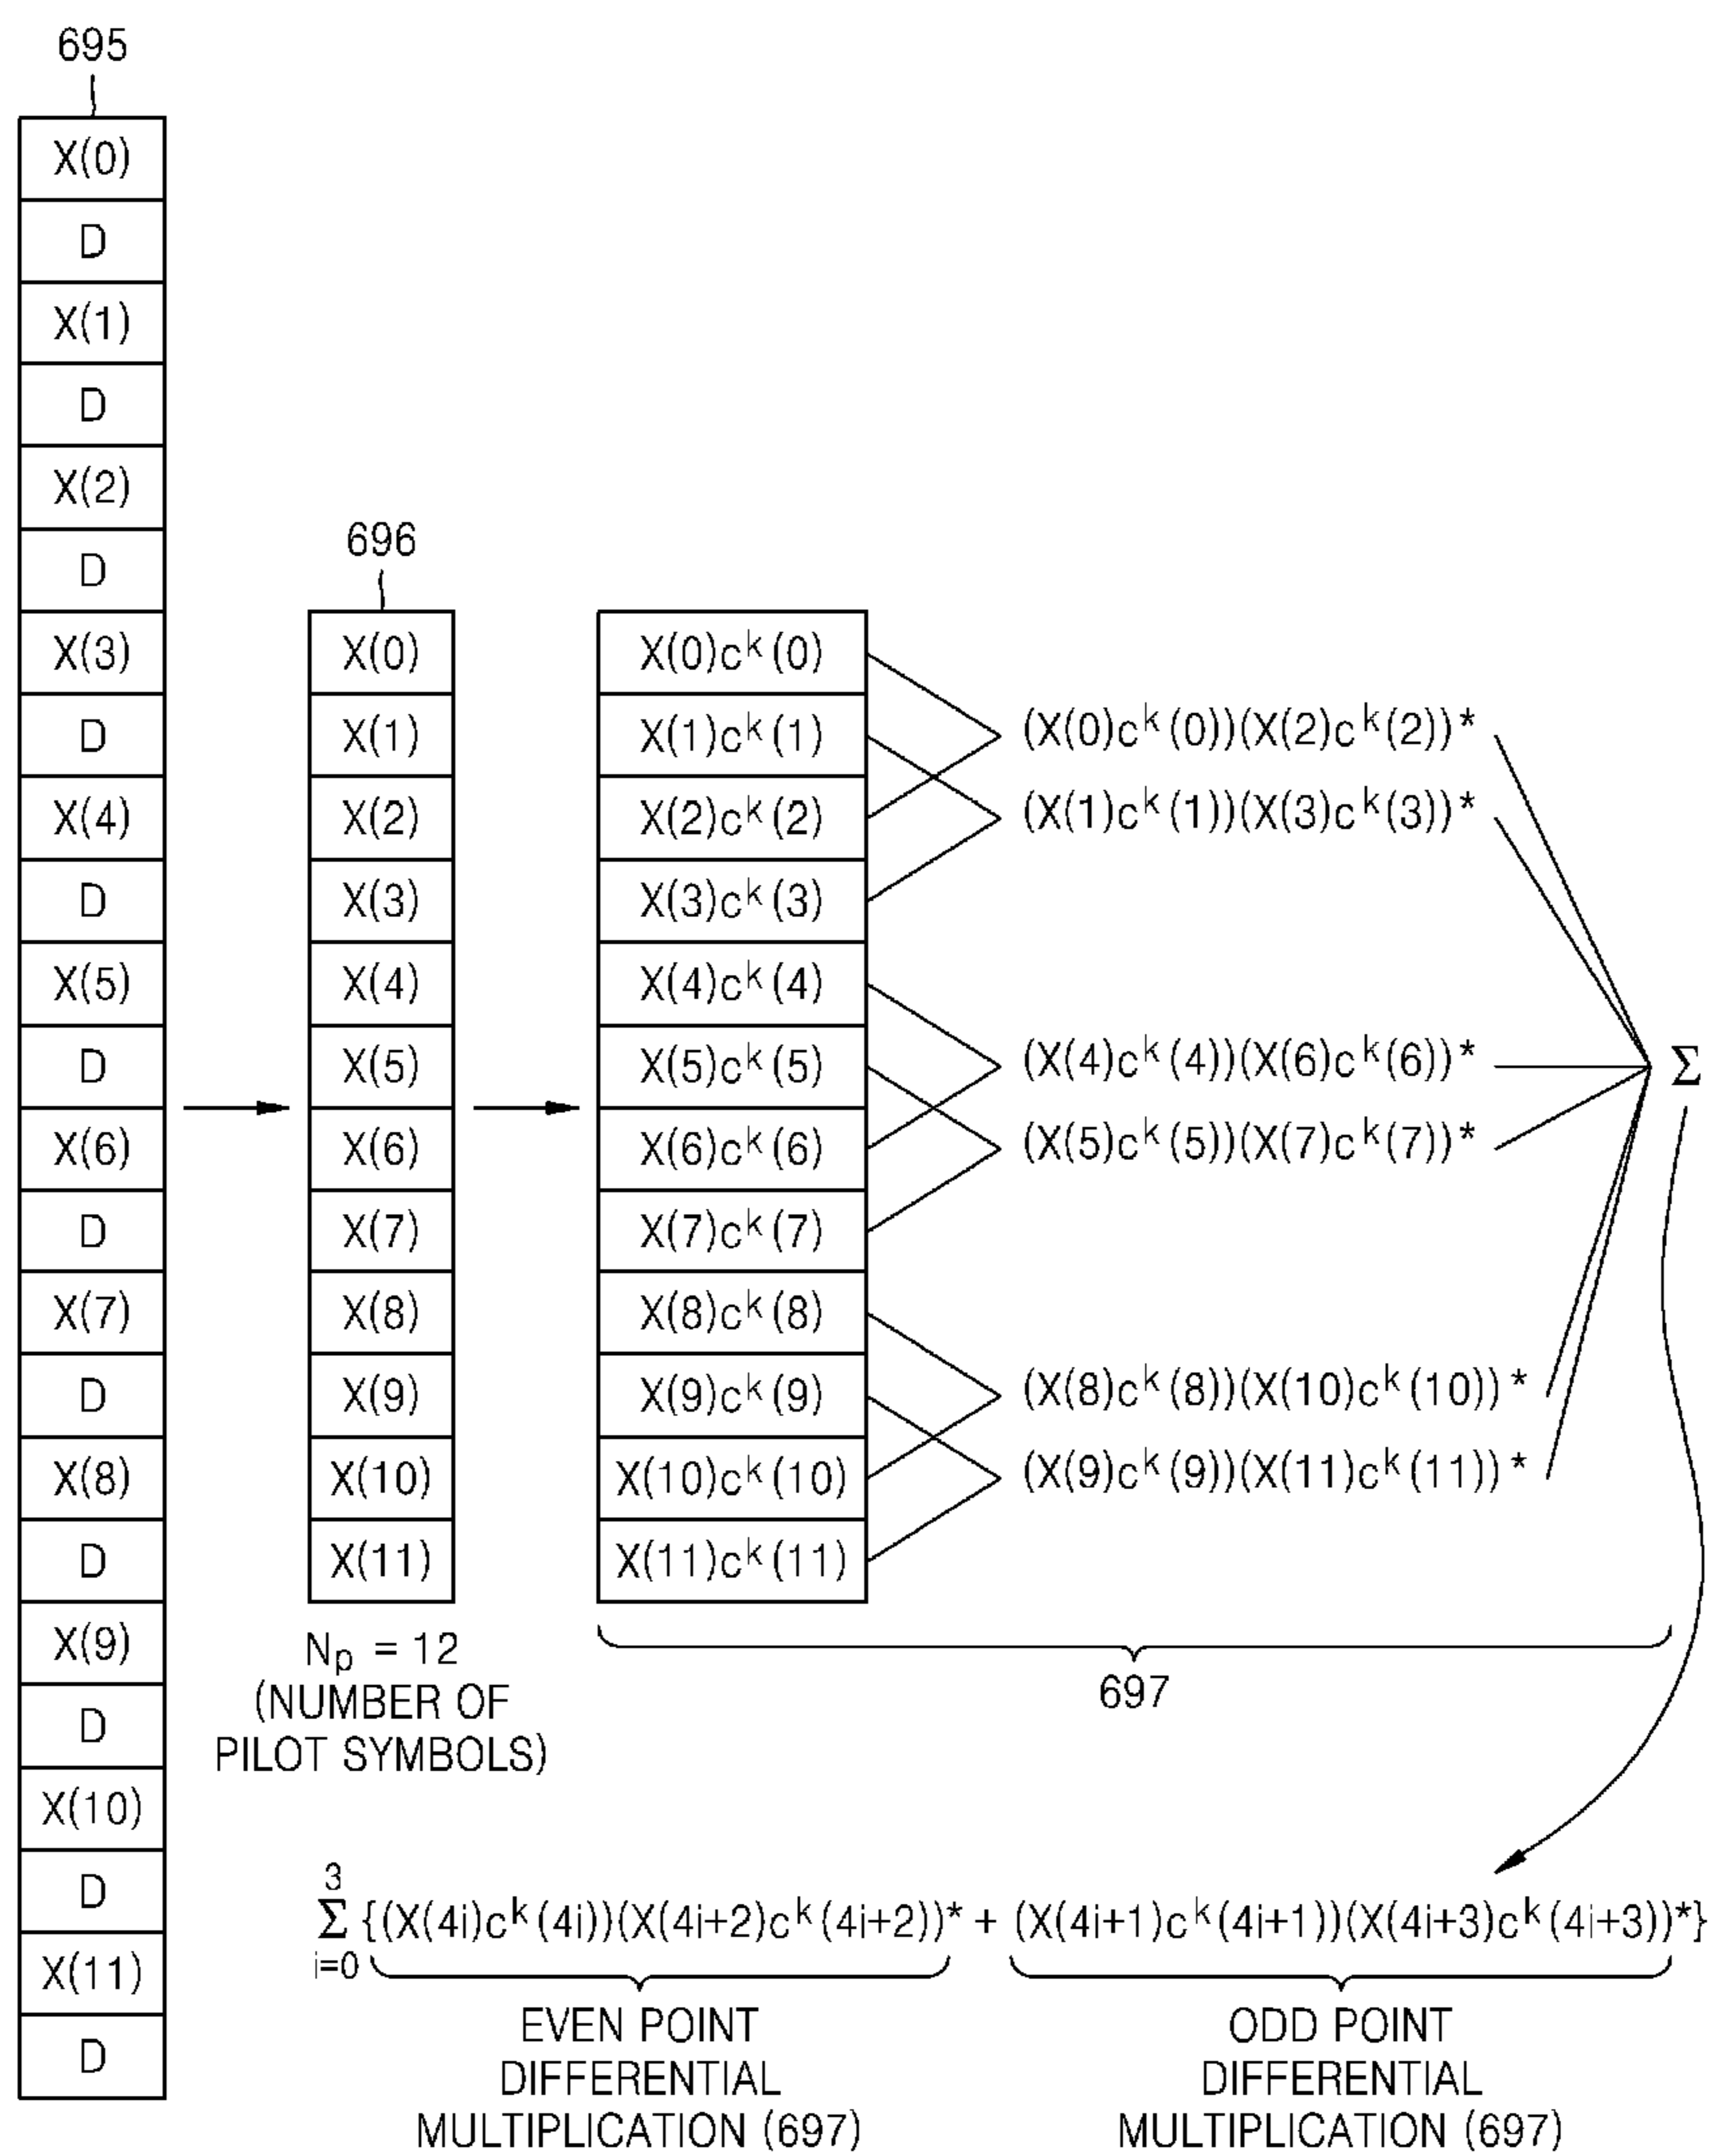 695
X(0)
D
X(1)
D
X(2)
D
X(3)
D
X(4)
D
X(5)
D
X(6)
D
X(7)
D
X(8)
D
X(9)
D
X(10)
D
X(11)
D
696
X(0)
X(1)
X(2)
X(3)
X(4)
X(5)
X(6)
X(7)
X(8)
X(9)
X(10)
X(11)
Np = 12
(NUMBER OF
PILOT SYMBOLS)
X(0)c^k(0)
X(1)c^k(1)
X(2)c^k(2)
X(3)c^k(3)
X(4)c^k(4)
X(5)c^k(5)
X(6)c^k(6)
X(7)c^k(7)
X(8)c^k(8)
X(9)c^k(9)
X(10)c^k(10)
X(11)c^k(11)
(X(0)c^k(0))(X(2)c^k(2))*
(X(1)c^k(1))(X(3)c^k(3))*
(X(4)c^k(4))(X(6)c^k(6))*
(X(5)c^k(5))(X(7)c^k(7))*
(X(8)c^k(8))(X(10)c^k(10))*
(X(9)c^k(9))(X(11)c^k(11))*
Σ
697
3
Σ {(X(4i)c^k(4i))(X(4i+2)c^k(4i+2))* + (X(4i+1)c^k(4i+1))(X(4i+3)c^k(4i+3))*}
i=0
EVEN POINT
DIFFERENTIAL
MULTIPLICATION (697)
ODD POINT
DIFFERENTIAL
MULTIPLICATION (697)